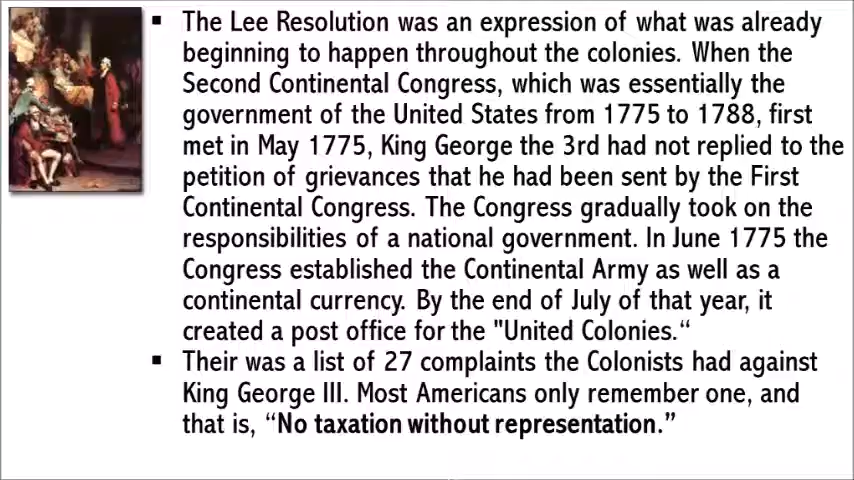 ▪ The Lee Resolution was an expression of what was already
beginning to happen throughout the colonies. When the
Second Continental Congress, which was essentially the
government of the United States from 1775 to 1788, first
met in May 1775, King George the 3rd had not replied to the
petition of grievances that he had been sent by the First
Continental Congress. The Congress gradually took on the
responsibilities of a national government. In June 1775 the
Congress established the Continental Army as well as a
continental currency. By the end of July of that year, it
created a post office for the "United Colonies.“
▪ Their was a list of 27 complaints the Colonists had against
King George III. Most Americans only remember one, and
that is, “No taxation without representation.”